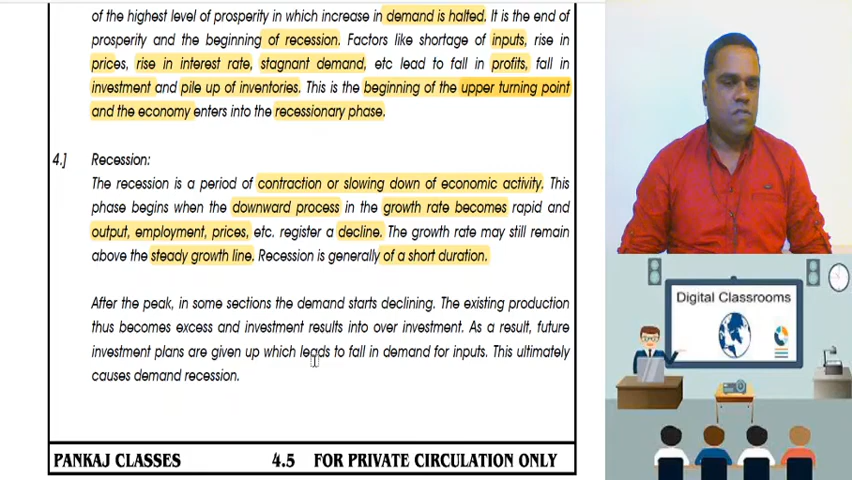 of the highest level of prosperity in which increase in demand is halted. It is the end of
prosperity and the beginning of recession. Factors like shortage of inputs, rise in
prices, rise in interest rate, stagnant demand, etc lead to fall in profits, fall in
investment and pile up of inventories. This is the beginning of the upper turning point
and the economy enters into the recessionary phase.
4.] Recession:
The recession is a period of contraction or slowing down of economic activity. This
phase begins when the downward process in the growth rate becomes rapid and
output, employment, prices, etc. register a decline. The growth rate may still remain
above the steady growth line. Recession is generally of a short duration.
After the peak, in some sections the demand starts declining. The existing production
thus becomes excess and investment results into over investment. As a result, future
investment plans are given up which leads to fall in demand for inputs. This ultimately
causes demand recession.
PANKAJ CLASSES 4.5 FOR PRIVATE CIRCULATION ONLY
Digital Classrooms